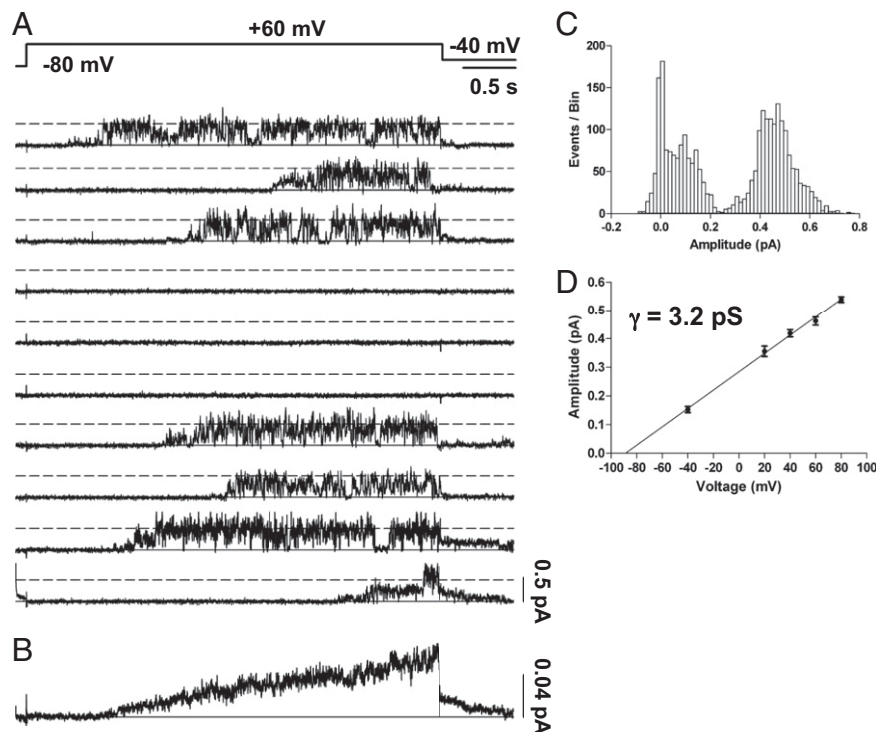 A
+60 mV
-80 mV
-40 mV
0.5 s
0.5 pA
B
0.04 pA
C
200
150
100
50
0
Events / Bin
-0.2 0.0 0.2 0.4 0.6 0.8
Amplitude (pA)
D
γ = 3.2 pS
0.6
0.5
0.4
0.3
0.2
0.1
0.0
Amplitude (pA)
-100 -80 -60 -40 -20 0 20 40 60 80 100
Voltage (mV)